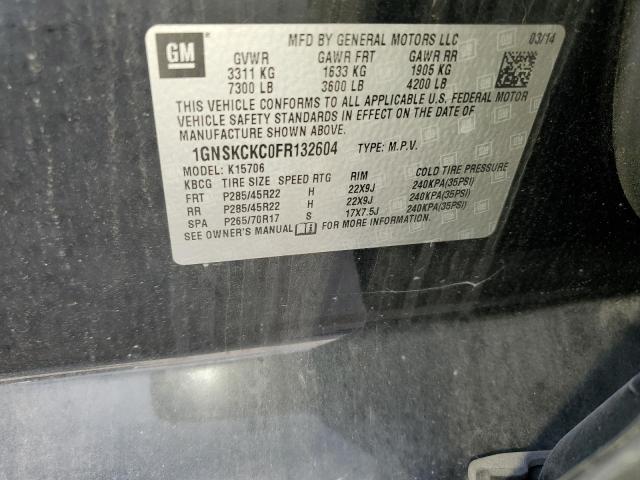 GM
MFD BY GENERAL MOTORS LLC 03/14
GVWR GAWR FRT GAWR RR
3311 KG 1633 KG 1905 KG
7300 LB 3600 LB 4200 LB
THIS VEHICLE CONFORMS TO ALL APPLICABLE U.S. FEDERAL MOTOR
VEHICLE SAFETY STANDARDS IN EFFECT ON THE DATE OF
MANUFACTURE SHOWN ABOVE.
1GNSKCKC0FR132604 TYPE: M.P.V.
MODEL: K15706
KBCG TIRE SIZE SPEED RTG RIM COLD TIRE PRESSURE
FRT P285/45R22 H 22X9J 240KPA(35PSI)
RR P285/45R22 H 22X9J 240KPA(35PSI)
SPA P265/70R17 S 17X7.5J 240KPA(35PSI)
SEE OWNER'S MANUAL FOR MORE INFORMATION.